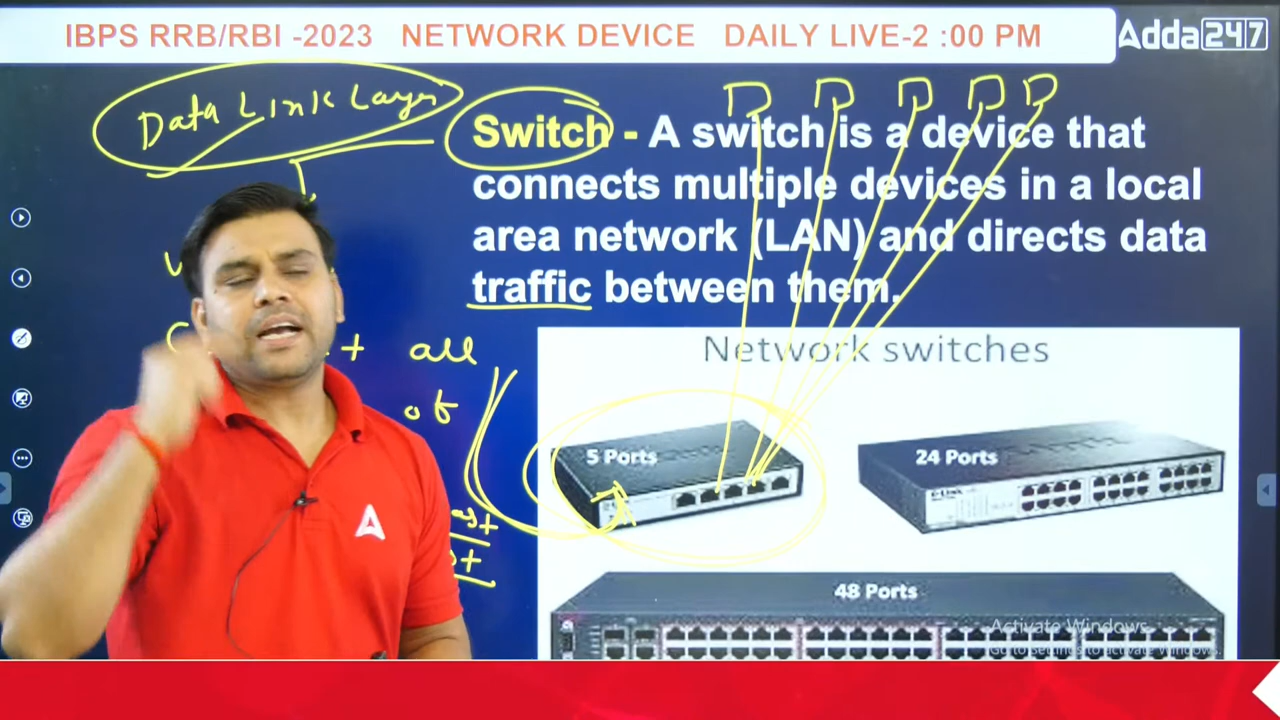 IBPS RRB/RBI -2023 NETWORK DEVICE DAILY LIVE-2 :00 PM
Adda247
Data Link Layer
Switch - A switch is a device that
connects multiple devices in a local
area network (LAN) and directs data
traffic between them.
Network switches
+ all
of
5 Ports
24 Ports
D-Link
48 Ports
Activate Windows
Go to Settings to activate Windows.